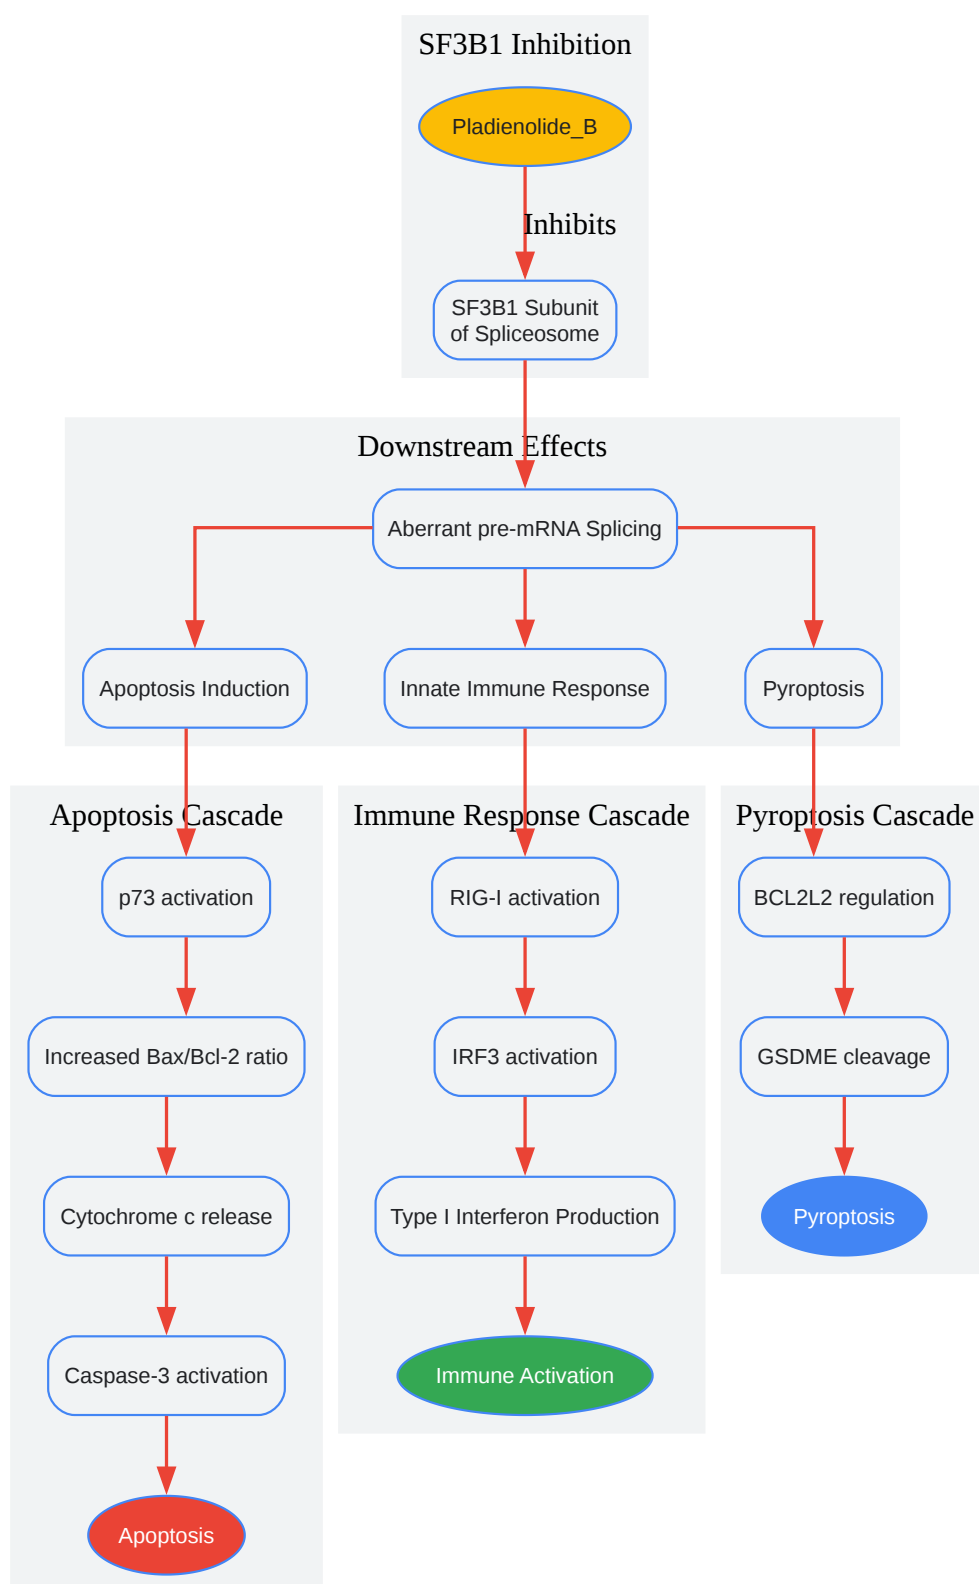 SF3B1 Inhibition
Pladienolide_B
Inhibits
SF3B1 Subunit
of Spliceosome
Downstream Effects
Aberrant pre-mRNA Splicing
Apoptosis Induction
Innate Immune Response
Pyroptosis
Apoptosis Cascade
Immune Response Cascade
Pyroptosis Cascade
p73 activation
RIG-I activation
BCL2L2 regulation
Increased Bax/Bcl-2 ratio
IRF3 activation
GSDME cleavage
Cytochrome c release
Type I Interferon Production
Pyroptosis
Caspase-3 activation
Immune Activation
Apoptosis